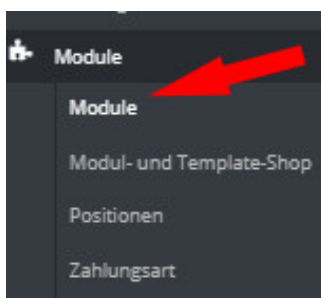 Module
Module
Modul- und Template-Shop
Positionen
Zahlungsart